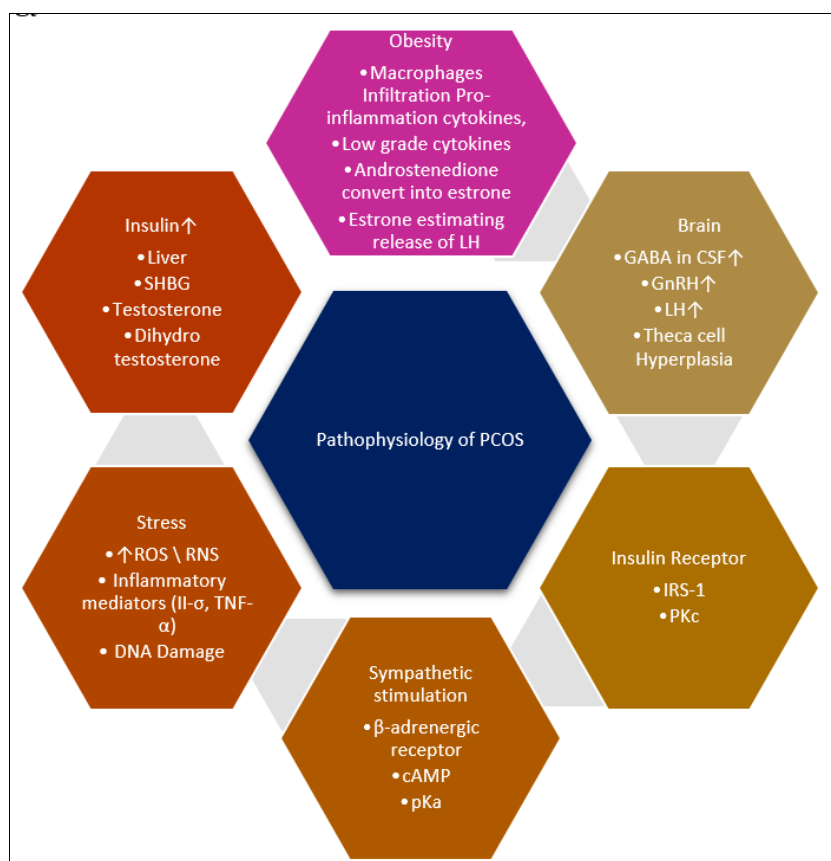 Obesity
•Macrophages
Infiltration Pro-
inflammation cytokines,
•Low grade cytokines
•Androstenedione
convert into estrone
•Estrone estimating
release of LH
Brain
•GABA in CSF↑
•GnRH↑
•LH↑
•Theca cell
Hyperplasia
Insulin Receptor
•IRS-1
•PKc
Sympathetic
stimulation
•β-adrenergic
receptor
•cAMP
•pKa
Stress
•↑ROS \ RNS
•Inflammatory
mediators (II-σ, TNF-
α)
•DNA Damage
Insulin↑
•Liver
•SHBG
•Testosterone
•Dihydro
testosterone
Pathophysiology of PCOS